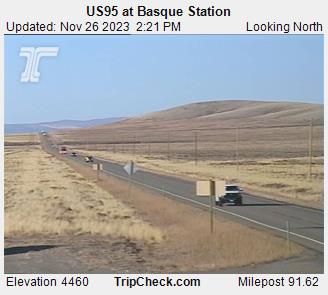 US95 at Basque Station
Updated: Nov 26 2023 2:21 PM Looking North
Elevation 4460 TripCheck.com Milepost 91.62